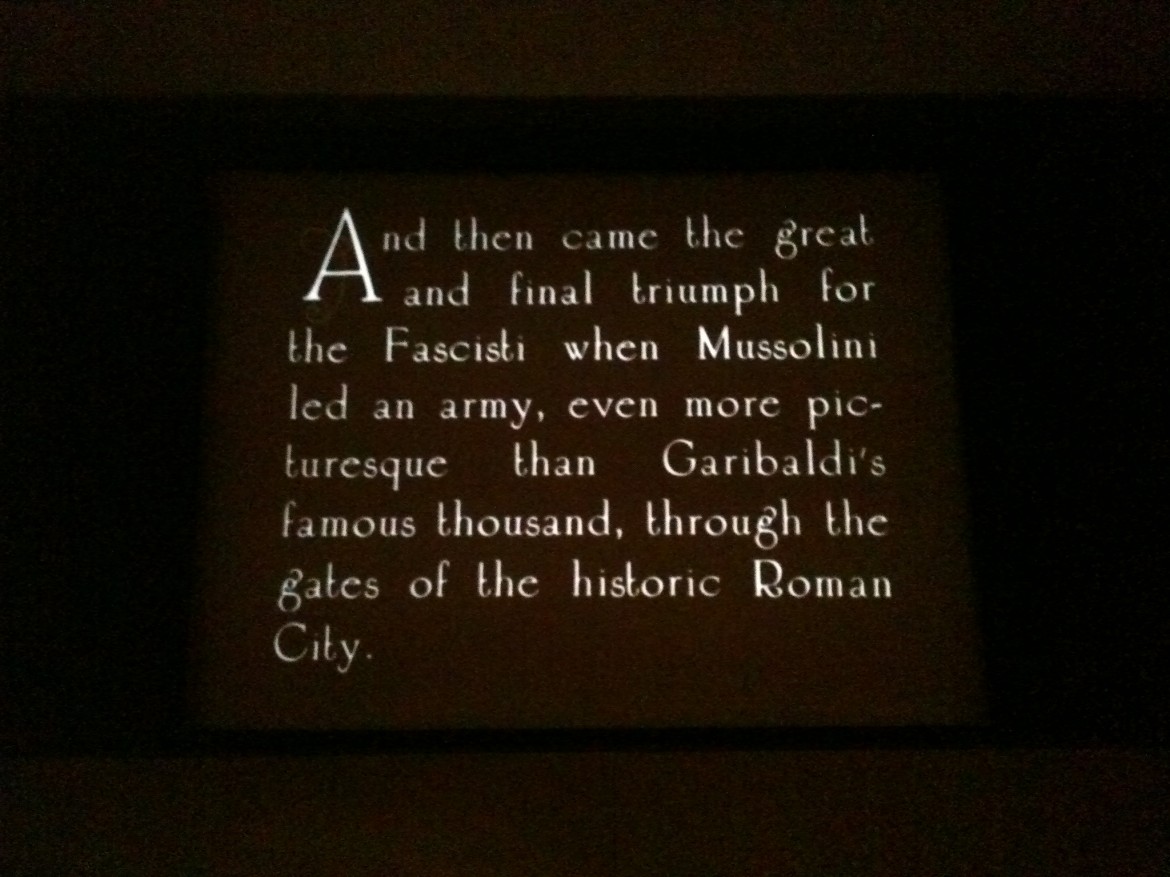 And then came the great
and final triumph for
the Fascisti when Mussolini
led an army, even more pic-
turesque than Garibaldi's
famous thousand, through the
gates of the historic Roman
City.